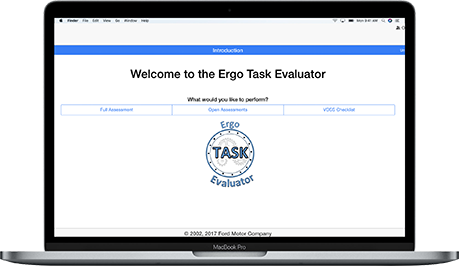 Finder File Edit View Go Window Help Mon 9:41 AM
Introduction
Welcome to the Ergo Task Evaluator
What would you like to perform?
Full Assessment Open Assessments VOSS Checklist
Ergo
TASK
Evaluator
© 2002, 2017 Ford Motor Company
MacBook Pro